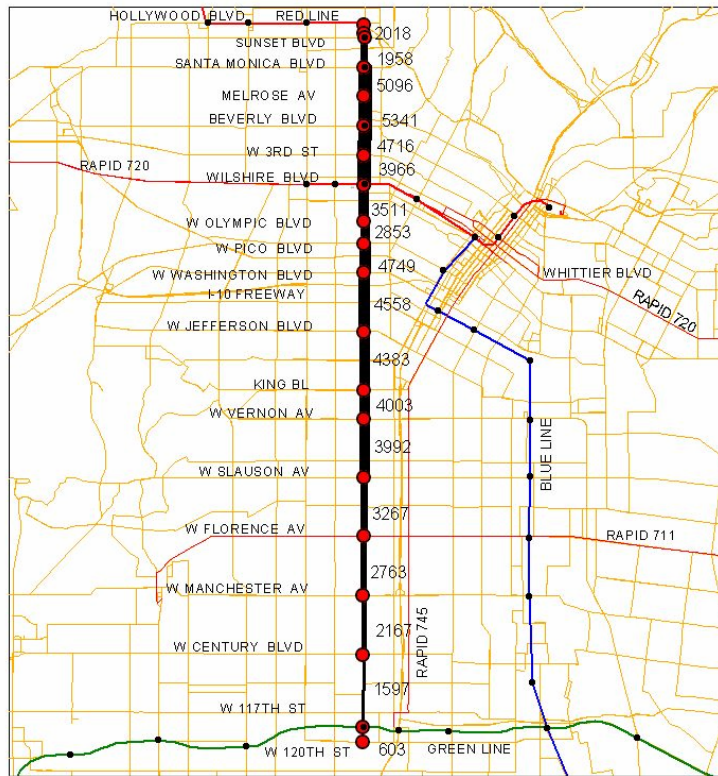 HOLLYWOOD BLVD RED LINE
2018
SUNSET BLVD
1958
SANTA MONICA BLVD
5096
MELROSE AV
BEVERLY BLVD
5341
4716
W 3RD ST
RAPID 720
3966
WILSHIRE BLVD
3511
W OLYMPIC BLVD
2853
W PICO BLVD
4749
W WASHINGTON BLVD
WHITTIER BLVD
I-10 FREEWAY
4558
RAPID 720
W JEFFERSON BLVD
4383
KING BL
4003
W VERNON AV
3992
BLUE LINE
W SLAUSON AV
3267
W FLORENCE AV
RAPID 711
2763
W MANCHESTER AV
2167
RAPID 745
W CENTURY BLVD
1597
W 117TH ST
W 120TH ST
603
GREEN LINE